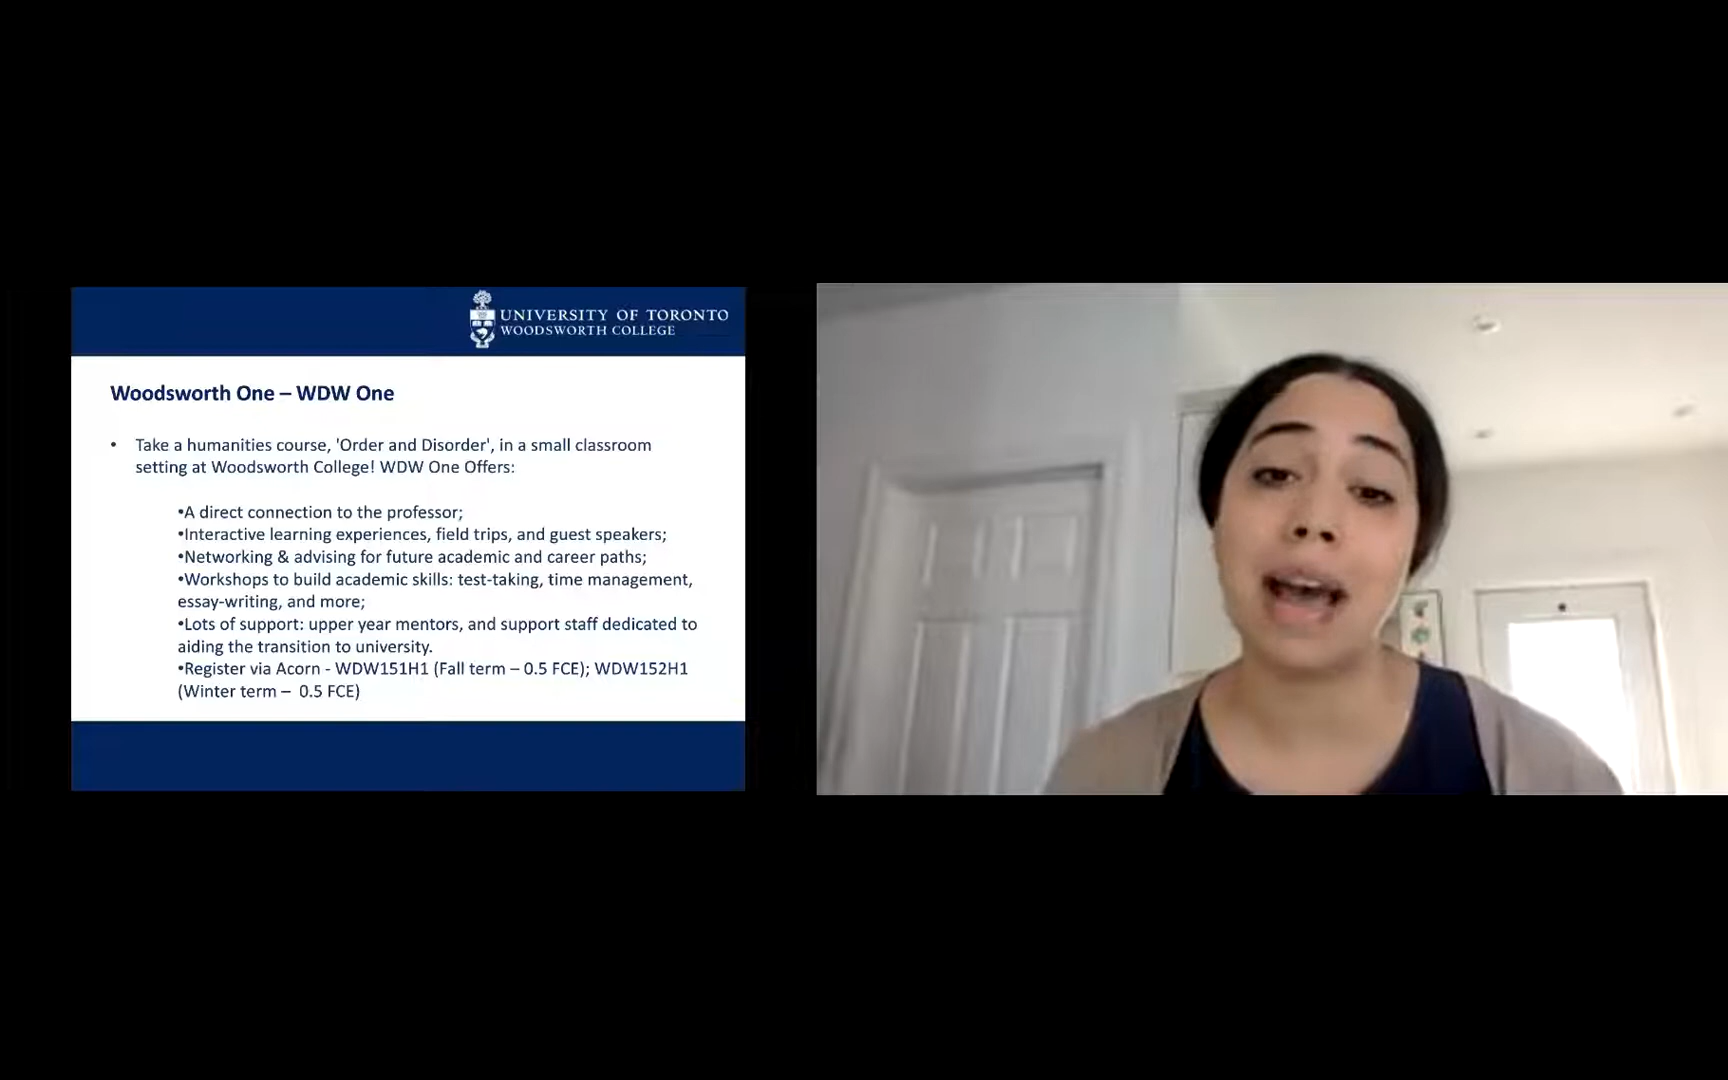 UNIVERSITY OF TORONTO
WOODSWORTH COLLEGE
Woodsworth One – WDW One
• Take a humanities course, 'Order and Disorder', in a small classroom
setting at Woodsworth College! WDW One Offers:
•A direct connection to the professor;
•Interactive learning experiences, field trips, and guest speakers;
•Networking & advising for future academic and career paths;
•Workshops to build academic skills: test-taking, time management,
essay-writing, and more;
•Lots of support: upper year mentors, and support staff dedicated to
aiding the transition to university.
•Register via Acorn - WDW151H1 (Fall term – 0.5 FCE); WDW152H1
(Winter term – 0.5 FCE)